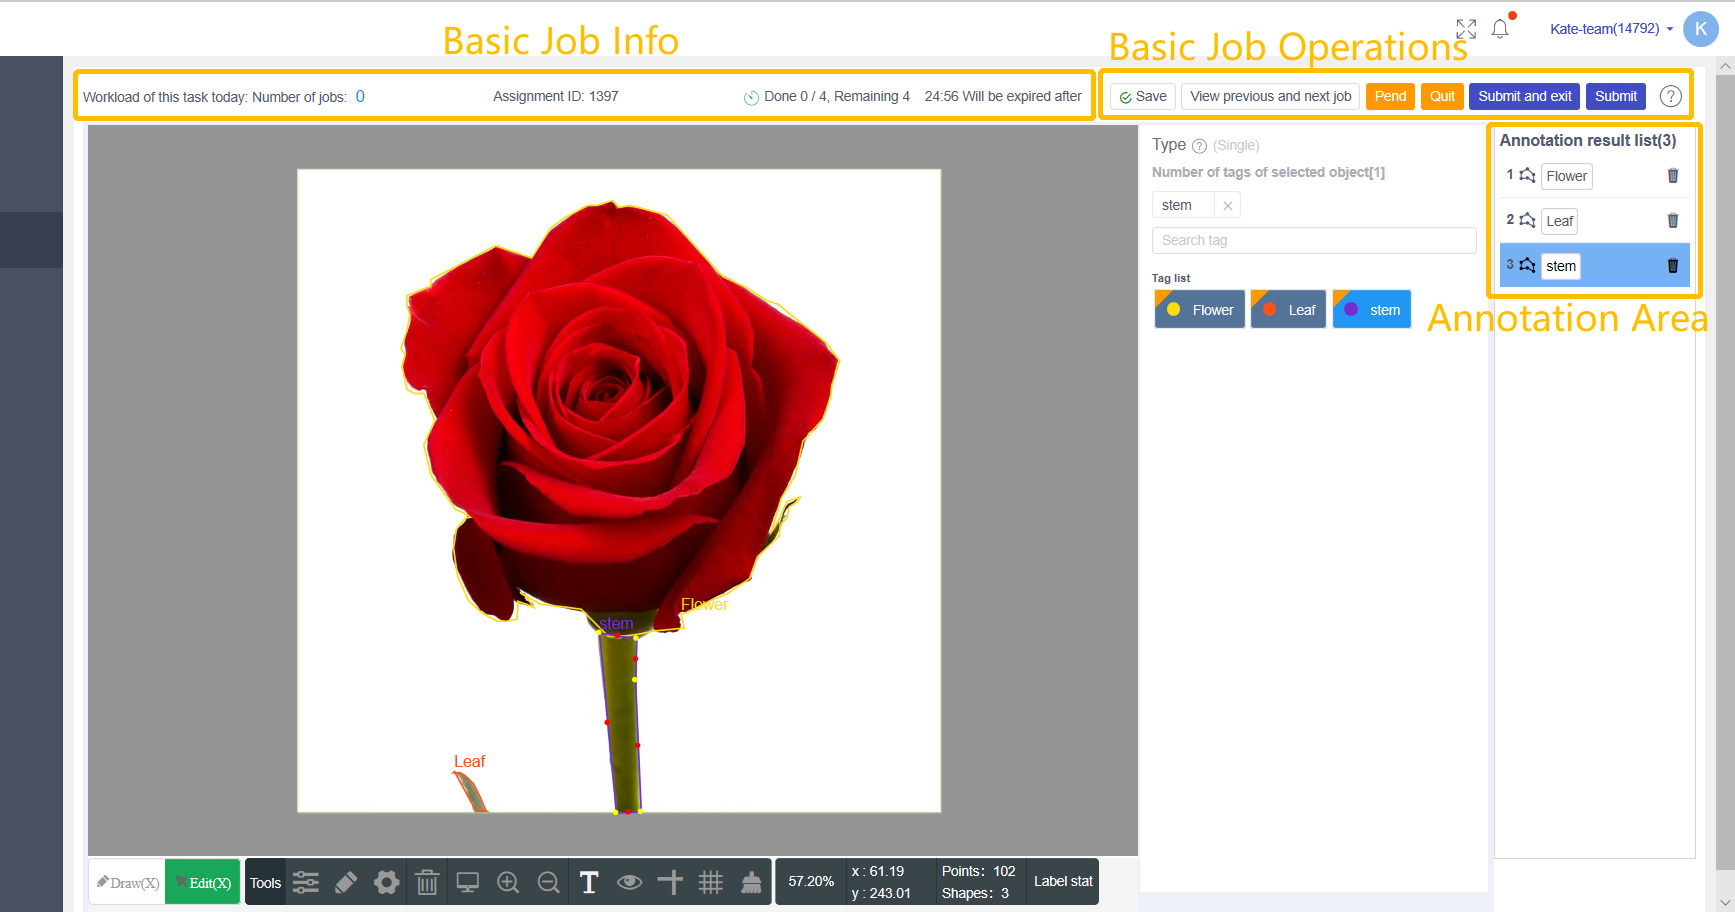 Basic Job Info
Basic Job Operations
Kate-team(14792)
K
Workload of this task today: Number of jobs: 0
Assignment ID: 1397
Done 0 / 4, Remaining 4
24:56 Will be expired after
Save
View previous and next job
Pend
Quit
Submit and exit
Submit
?
Type ? (Single)
Number of tags of selected object[1]
stem ×
Search tag
Tag list
Flower
Leaf
stem
Annotation result list(3)
1 Flower
2 Leaf
3 stem
Annotation Area
Flower
stem
Leaf
Draw(X)
Edit(X)
Tools
T
57.20%
x : 61.19
y : 243.01
Points: 102
Shapes: 3
Label stat